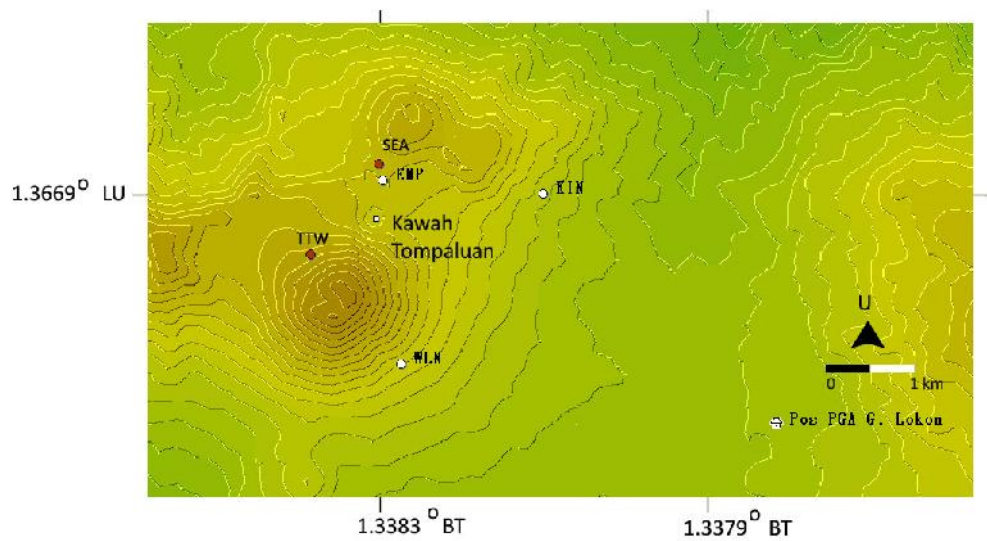 SEA
EMP
KIN
1.3669° LU
Kawah
Tompaluan
TTW
U
WLN
0 1 km
Pos PGA G. Lokon
1.3383 ° BT
1.3379 ° BT